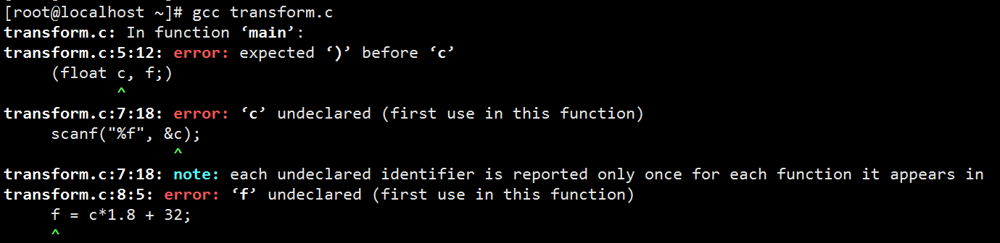 [root@localhost ~]# gcc transform.c
transform.c: In function ‘main’:
transform.c:5:12: error: expected ‘)’ before ‘c’
     (float c, f;)
            ^
transform.c:7:18: error: ‘c’ undeclared (first use in this function)
     scanf("%f", &c);
                  ^
transform.c:7:18: note: each undeclared identifier is reported only once for each function it appears in
transform.c:8:5: error: ‘f’ undeclared (first use in this function)
     f = c*1.8 + 32;
     ^